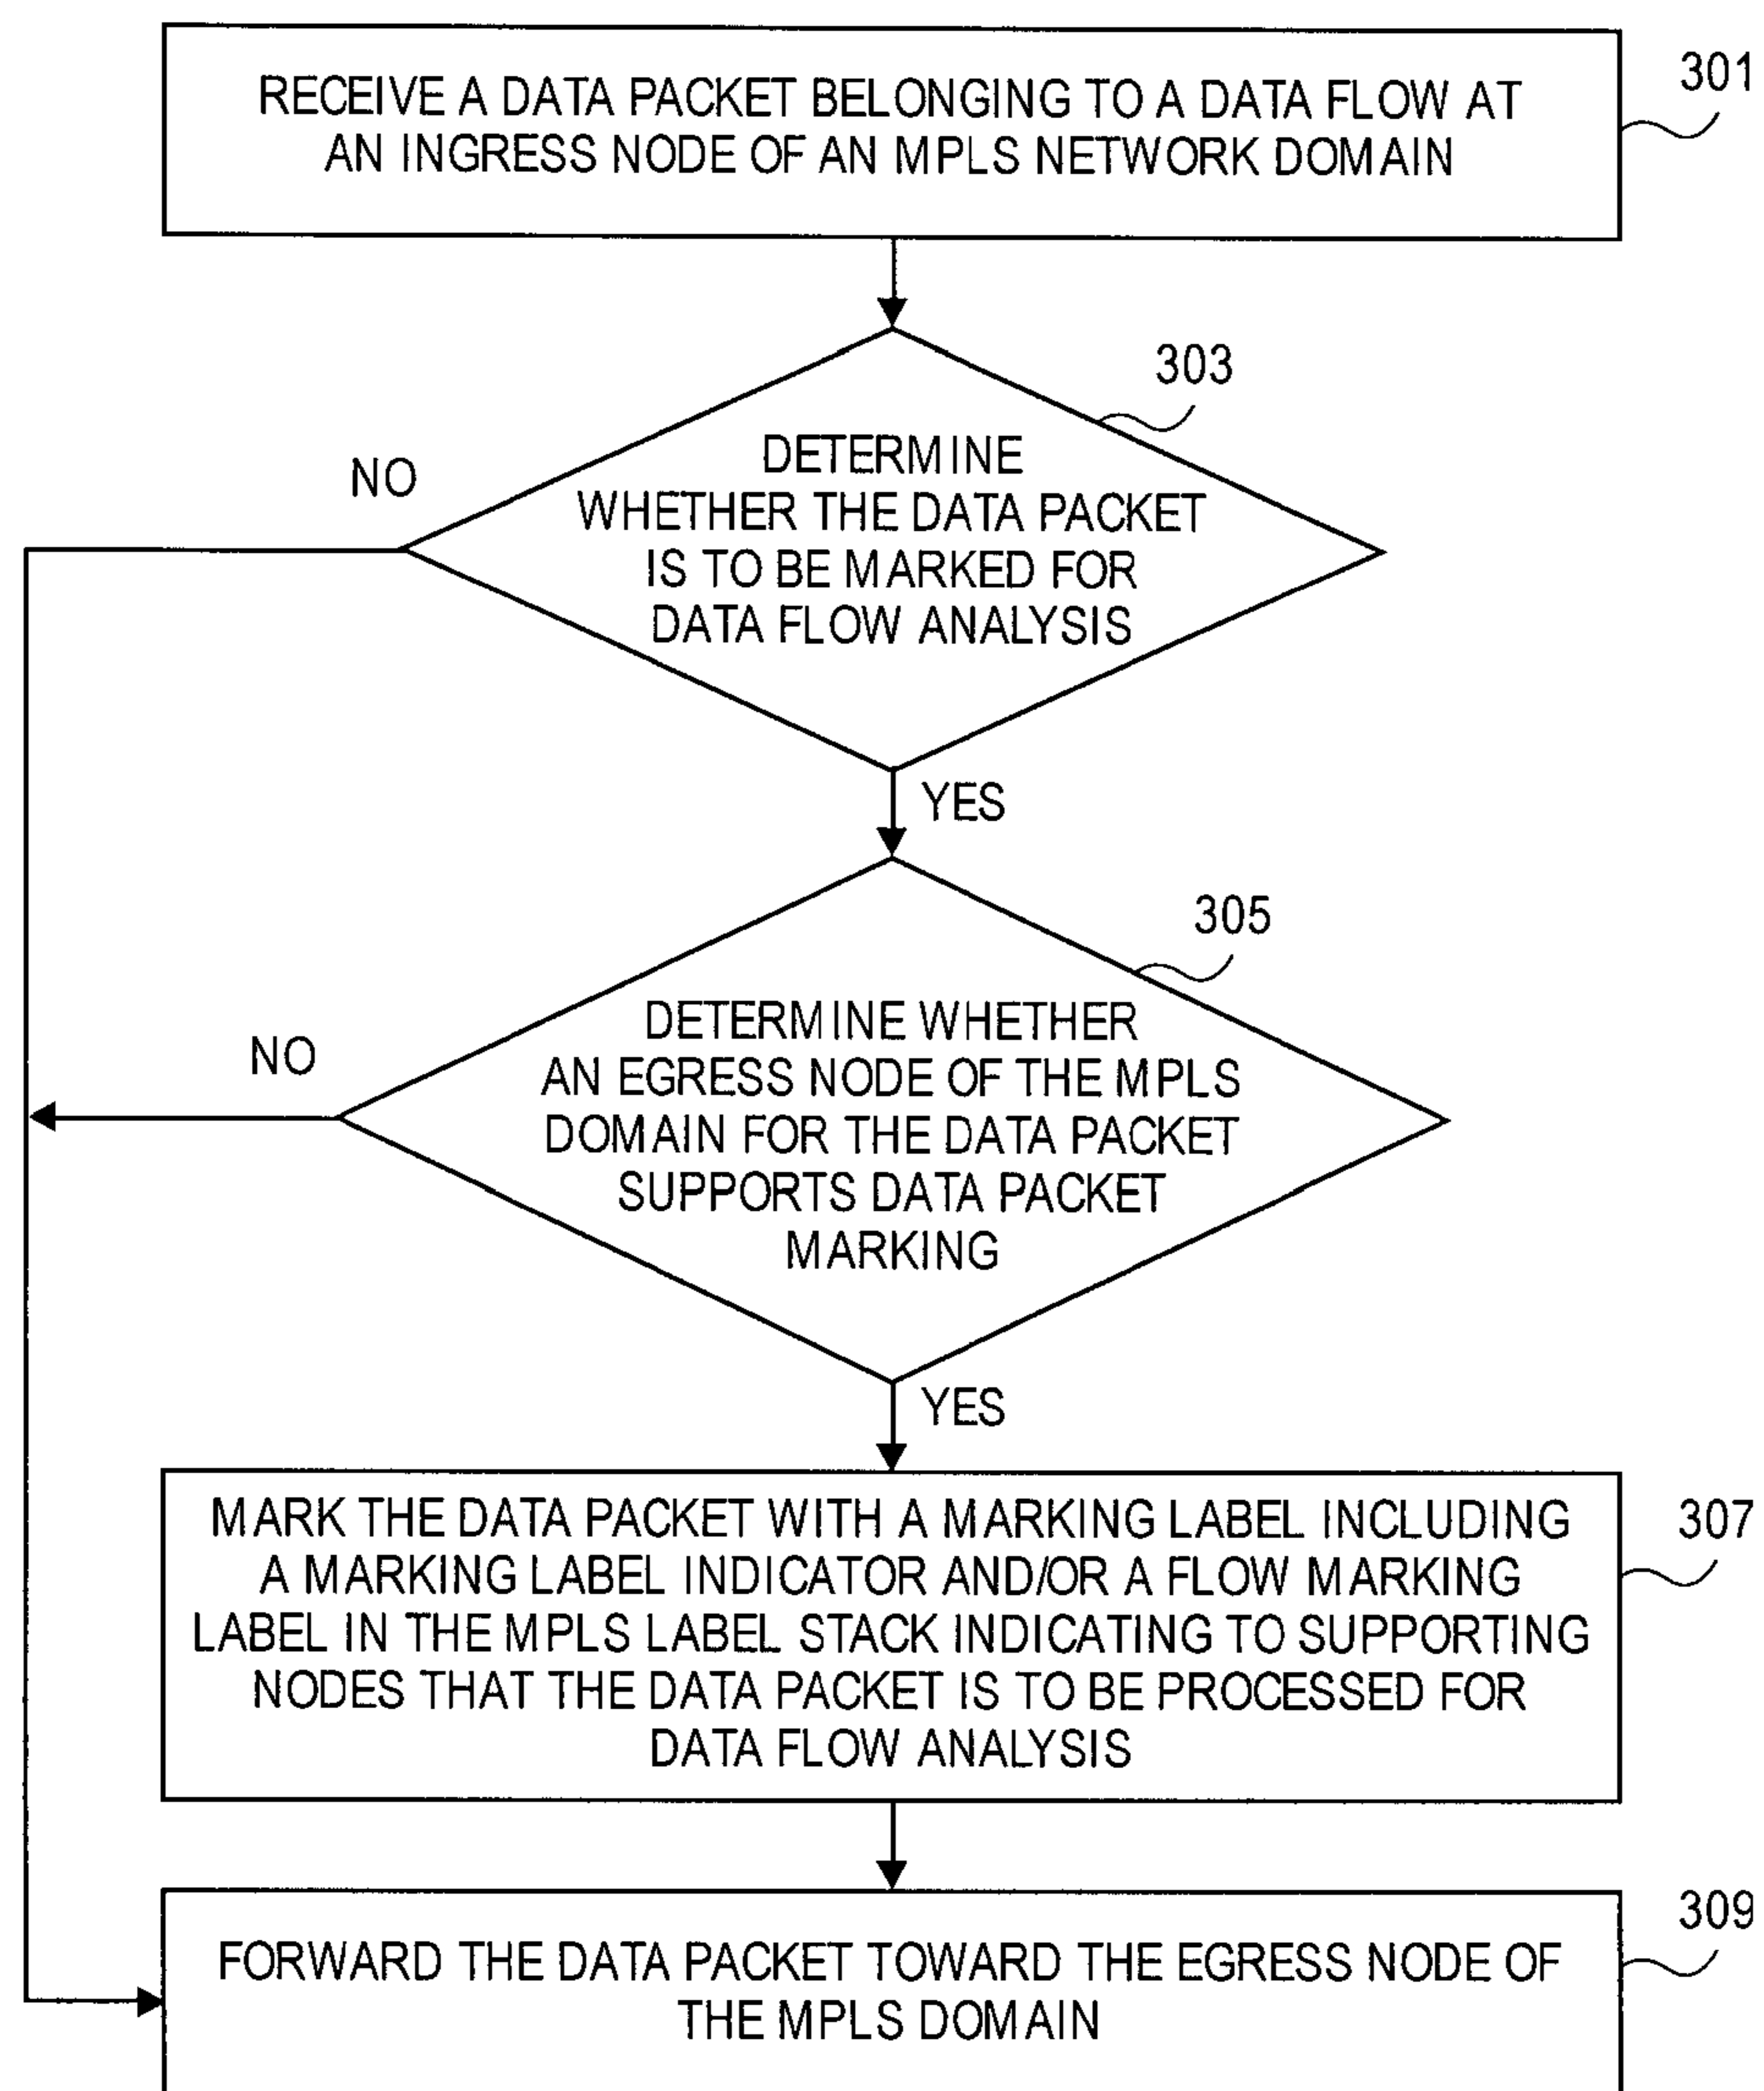 RECEIVE A DATA PACKET BELONGING TO A DATA FLOW AT
AN INGRESS NODE OF AN MPLS NETWORK DOMAIN
301
303
DETERMINE
WHETHER THE DATA PACKET
IS TO BE MARKED FOR
DATA FLOW ANALYSIS
NO
YES
305
DETERMINE WHETHER
AN EGRESS NODE OF THE MPLS
DOMAIN FOR THE DATA PACKET
SUPPORTS DATA PACKET
MARKING
NO
YES
MARK THE DATA PACKET WITH A MARKING LABEL INCLUDING
A MARKING LABEL INDICATOR AND/OR A FLOW MARKING
LABEL IN THE MPLS LABEL STACK INDICATING TO SUPPORTING
NODES THAT THE DATA PACKET IS TO BE PROCESSED FOR
DATA FLOW ANALYSIS
307
FORWARD THE DATA PACKET TOWARD THE EGRESS NODE OF
THE MPLS DOMAIN
309